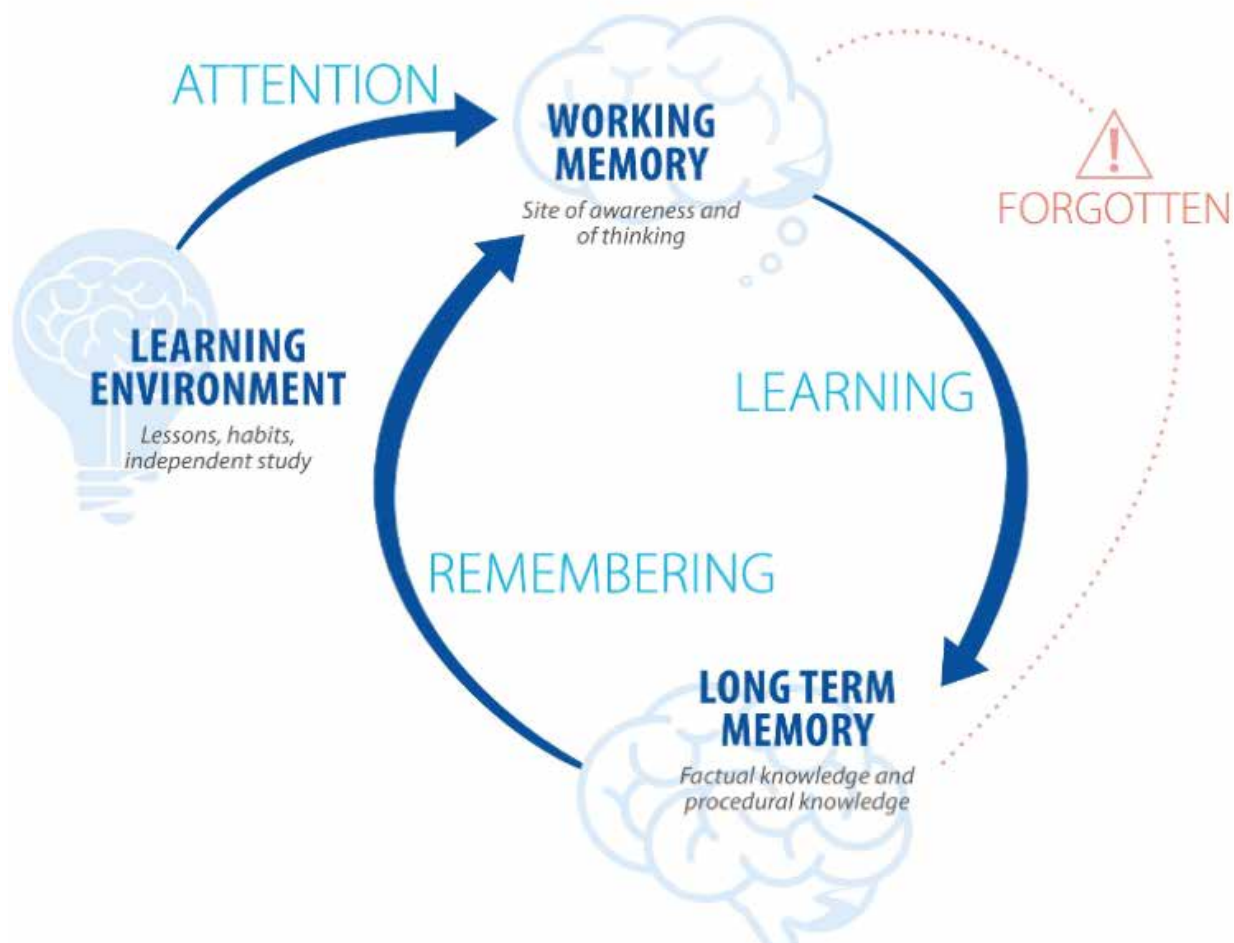 ATTENTION
WORKING
MEMORY
Site of awareness and
of thinking
FORGOTTEN
LEARNING
ENVIRONMENT
Lessons, habits,
independent study
LEARNING
REMEMBERING
LONG TERM
MEMORY
Factual knowledge and
procedural knowledge